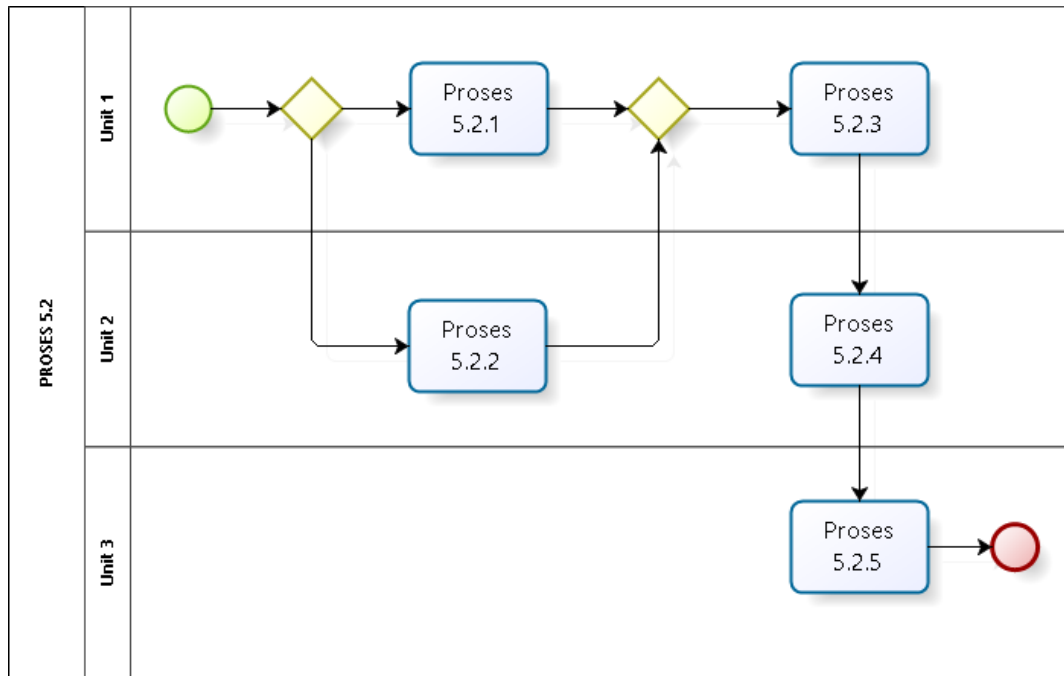 PROSES 5.2
Unit 1
Proses
5.2.1
Proses
5.2.3
Unit 2
Proses
5.2.2
Proses
5.2.4
Unit 3
Proses
5.2.5